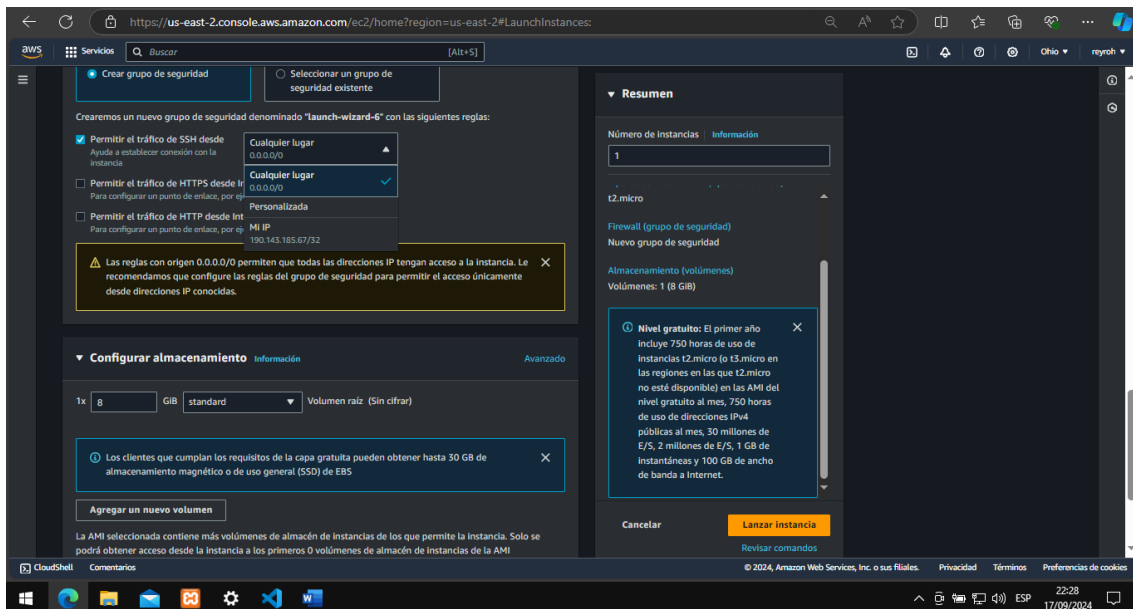 https://us-east-2.console.aws.amazon.com/ec2/home?region=us-east-2#LaunchInstances:
aws
Servicios
Buscar
[Alt+S]
Ohio
reyroh
Crear grupo de seguridad
Seleccionar un grupo de
seguridad existente
Crearemos un nuevo grupo de seguridad denominado "launch-wizard-6" con las siguientes reglas:
Permitir el tráfico de SSH desde
Ayuda a establecer conexión con la
instancia
Cualquier lugar
0.0.0.0/0
Cualquier lugar
0.0.0.0/0
Personalizada
Mi IP
190.143.185.67/32
Permitir el tráfico de HTTPS desde
Para configurar un punto de enlace, por
Permitir el tráfico de HTTP desde Int
Para configurar un punto de enlace, por
Las reglas con origen 0.0.0.0/0 permiten que todas las direcciones IP tengan acceso a la instancia. Le
recomendamos que configure las reglas del grupo de seguridad para permitir el acceso únicamente
desde direcciones IP conocidas.
Configurar almacenamiento
Información
Avanzado
1x
8
GiB
standard
Volumen raíz
(Sin cifrar)
Los clientes que cumplan los requisitos de la capa gratuita pueden obtener hasta 30 GB de
almacenamiento magnético o de uso general (SSD) de EBS
Agregar un nuevo volumen
La AMI seleccionada contiene más volúmenes de almacén de instancias de los que permite la instancia. Solo se
podrá obtener acceso desde la instancia a los primeros 0 volúmenes de almacén de instancias de la AMI
Resumen
Número de instancias
Información
1
t2.micro
Firewall (grupo de seguridad)
Nuevo grupo de seguridad
Almacenamiento (volúmenes)
Volúmenes: 1 (8 GiB)
Nivel gratuito: El primer año
incluye 750 horas de uso de
instancias t2.micro (o t3.micro en
las regiones en las que t2.micro
no esté disponible) en las AMI del
nivel gratuito al mes, 750 horas
de uso de direcciones IPv4
públicas al mes, 30 millones de
E/S, 2 millones de E/S, 1 GB de
instantáneas y 100 GB de ancho
de banda a Internet.
Cancelar
Lanzar instancia
Revisar comandos
CloudShell
Comentarios
© 2024, Amazon Web Services, Inc. o sus filiales.
Privacidad
Términos
Preferencias de cookies
ESP
22:28
17/09/2024